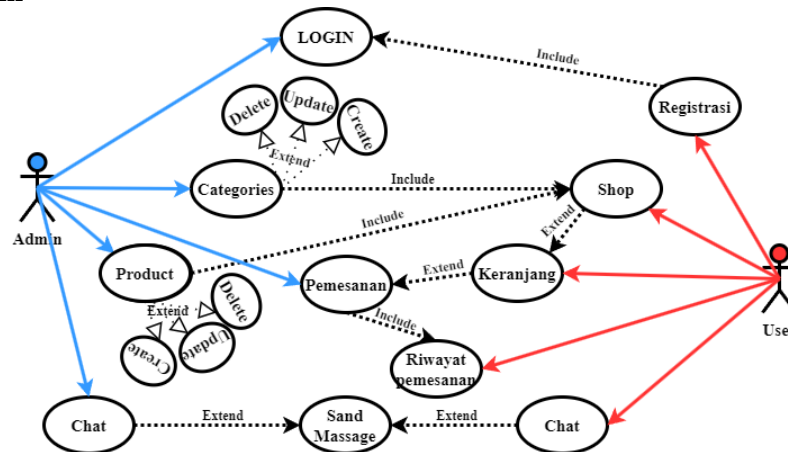 LOGIN
Include
Registrasi
Delete
Update
Create
Extend
Categories
Include
Shop
Admin
Include
Extend
Product
Pemesanan
Extend
Keranjang
Extend
Delete
Create
Update
Include
Use
Riwayat
pemesanan
Chat
Extend
Sand
Massage
Extend
Chat